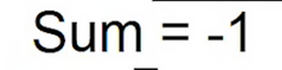 Sum = -1